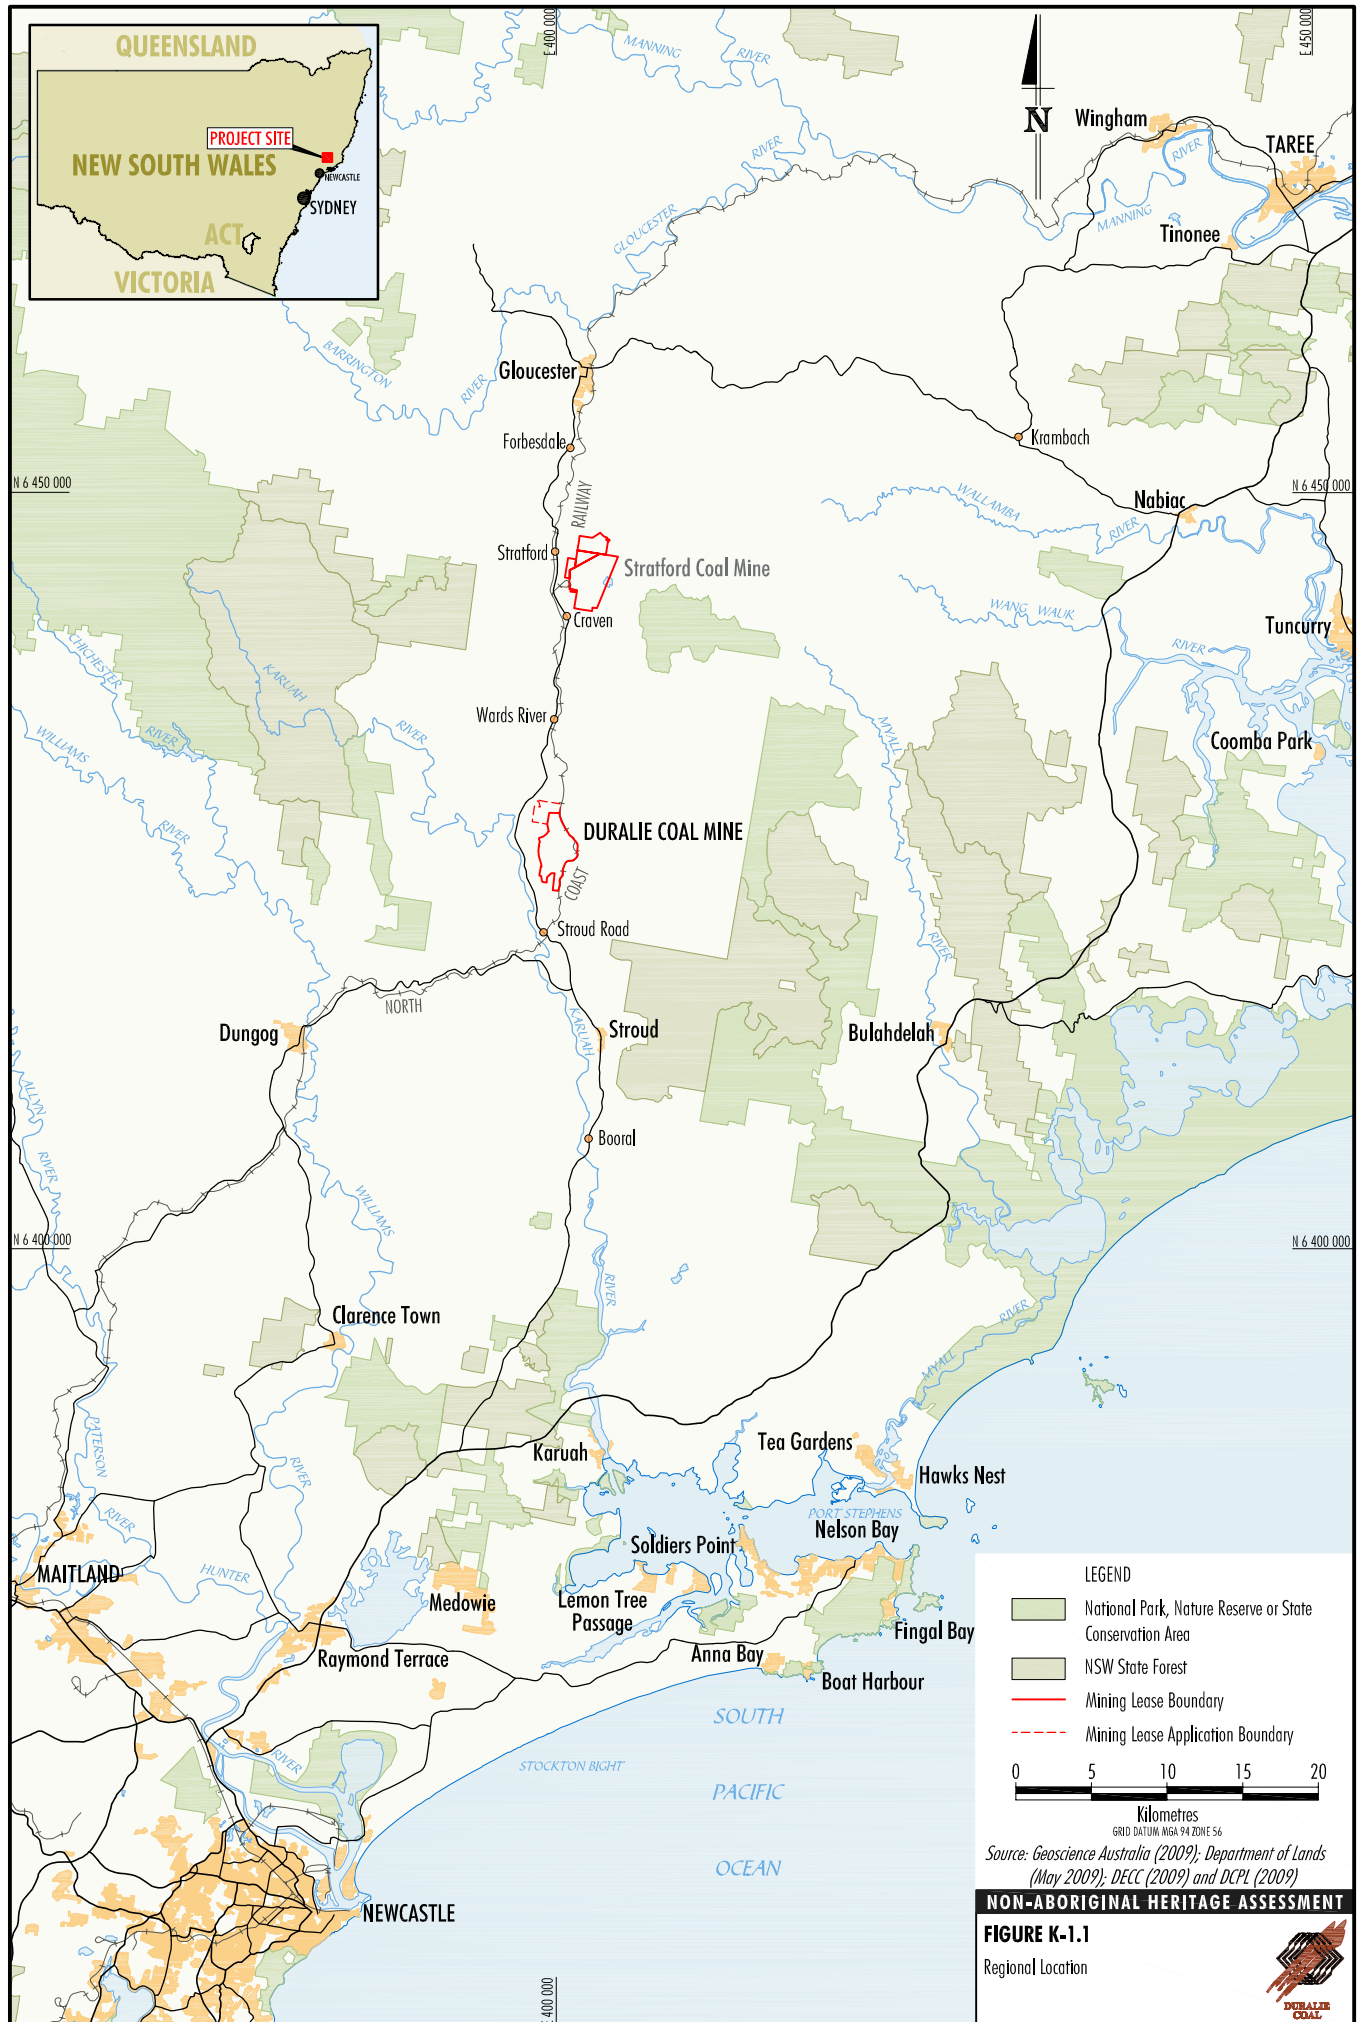 QUEENSLAND
PROJECT SITE
NEW SOUTH WALES
NEWCASTLE
SYDNEY
ACT
VICTORIA
E 400 000
E 450 000
MANNING
RIVER
N
Wingham
RIVER
TAREE
MANNING
Tinonee
RIVER
GLOUCESTER
BARRINGTON
RIVER
Gloucester
Forbesdale
Krambach
N 6 450 000
N 6 450 000
RAILWAY
WALLAMBA
RIVER
Nabiac
Stratford
Stratford Coal Mine
Craven
WANG WAUK
RIVER
Tuncurry
CHICHESTER
RIVER
KARUAH
RIVER
Wards River
MYALL
WILLIAMS
RIVER
Coomba Park
DURALIE COAL MINE
COAST
Stroud Road
RIVER
NORTH
Dungog
KARUAH
Stroud
Bulahdelah
ALLYN
RIVER
Booral
WILLIAMS
N 6 400 000
N 6 400 000
RIVER
Clarence Town
RIVER
MYALL
PATERSON
RIVER
RIVER
Karuah
Tea Gardens
Hawks Nest
PORT STEPHENS
Nelson Bay
Soldiers Point
MAITLAND
HUNTER
Medowie
Lemon Tree
Passage
Fingal Bay
Raymond Terrace
Anna Bay
Boat Harbour
SOUTH
RIVER
STOCKTON BIGHT
PACIFIC
OCEAN
NEWCASTLE
E 400 000
LEGEND
National Park, Nature Reserve or State
Conservation Area
NSW State Forest
Mining Lease Boundary
Mining Lease Application Boundary
0 5 10 15 20
Kilometres
GRID DATUM MGA 94 ZONE 56
Source: Geoscience Australia (2009); Department of Lands
(May 2009); DECC (2009) and DCPL (2009)
NON-ABORIGINAL HERITAGE ASSESSMENT
FIGURE K-1.1
Regional Location
DURALIE
COAL